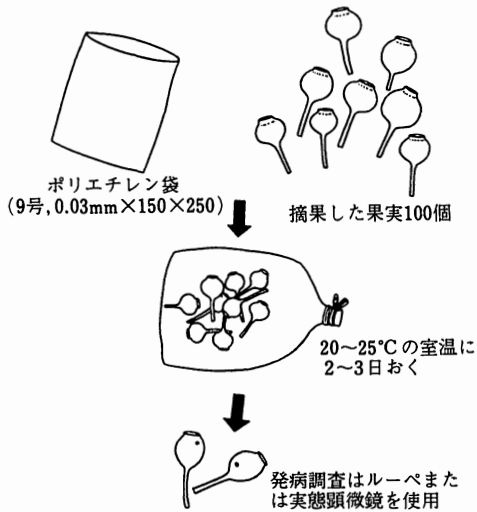 ポリエチレン袋
(9号,0.03mm×150×250)
摘果した果実100個
20〜25℃の室温に
2〜3日おく
発病調査はルーペまた
は実態顕微鏡を使用